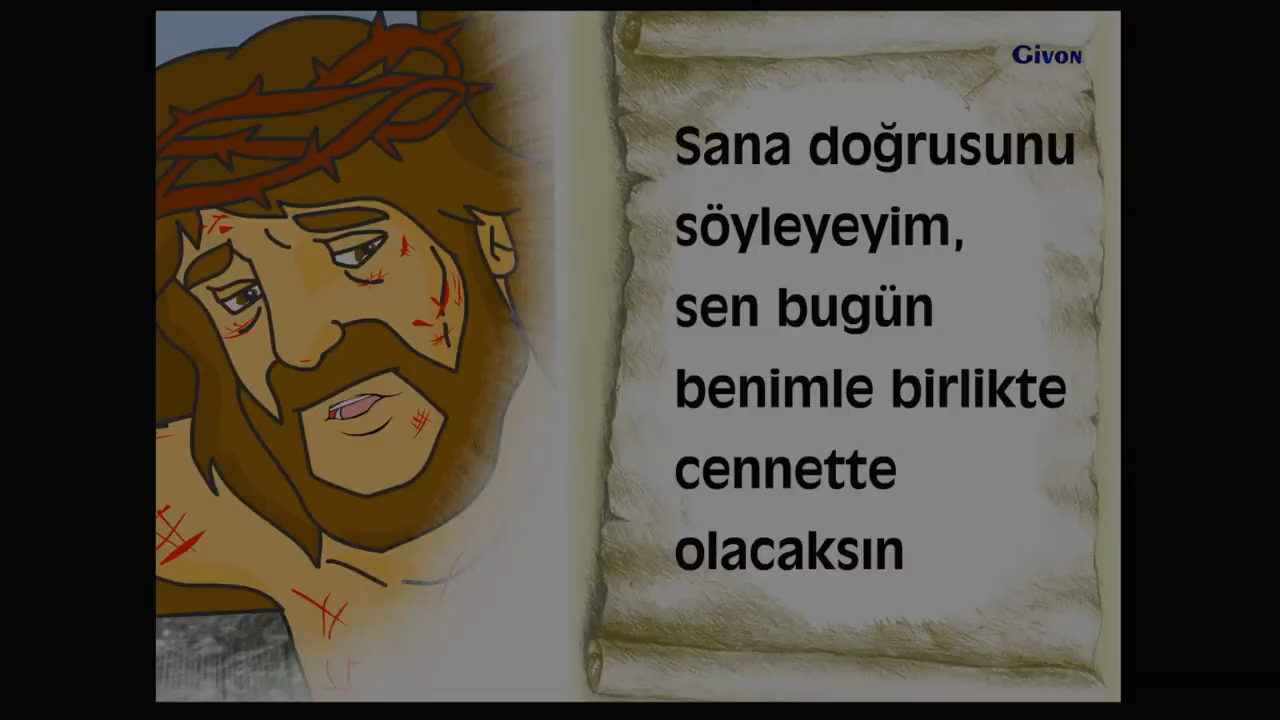 Givon
Sana doğrusunu
söyleyeyim,
sen bugün
benimle birlikte
cennette
olacaksın